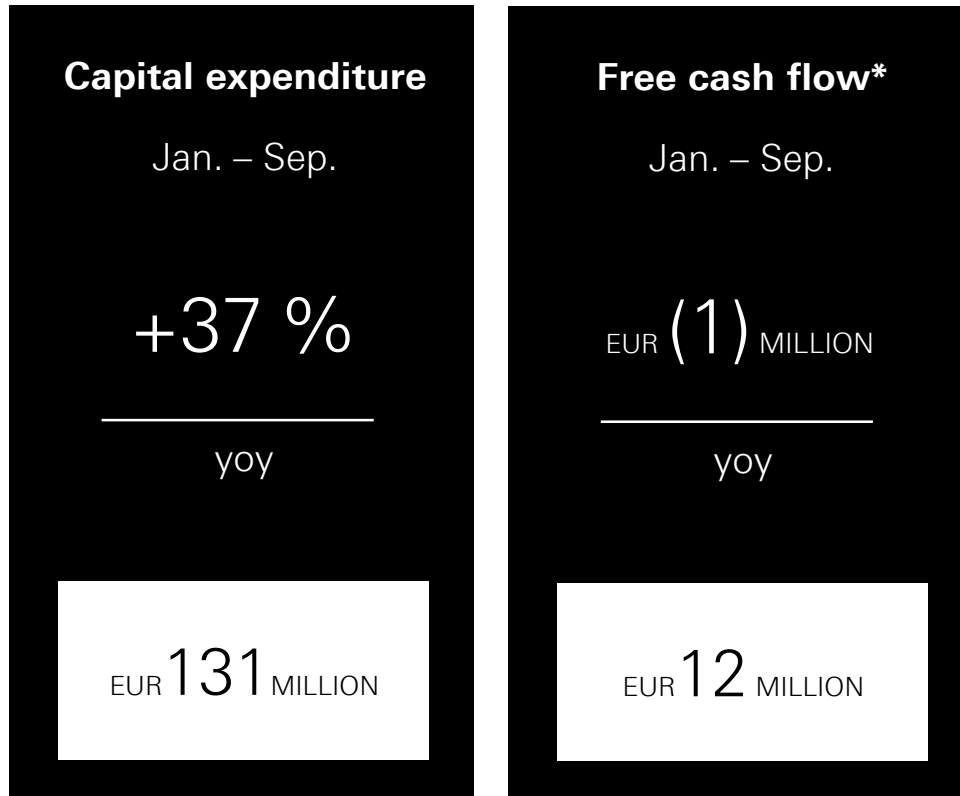 Capital expenditure
Jan. – Sep.
+37 %
yoy
EUR 131 MILLION
Free cash flow*
Jan. – Sep.
EUR (1) MILLION
yoy
EUR 12 MILLION